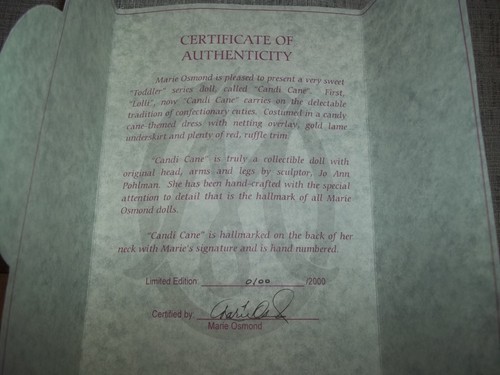 CERTIFICATE OF
AUTHENTICITY
Marie Osmond is pleased to present a very sweet
"Toddler" series doll, called "Candi Cane". First,
"Lolli", now "Candi Cane" carries on the delectable
tradition of confectionary cuties. Costumed in a candy
cane-themed dress with netting overlay, gold lame
underskirt and plenty of red, ruffle trim.
"Candi Cane" is truly a collectible doll with
original head, arms and legs by sculptor, Jo Ann
Pohlman. She has been hand-crafted with the special
attention to detail that is the hallmark of all Marie
Osmond dolls.
"Candi Cane" is hallmarked on the back of her
neck with Marie's signature and is hand numbered.
Limited Edition: 0100 /2000
Certified by: Marie Os
Marie Osmond